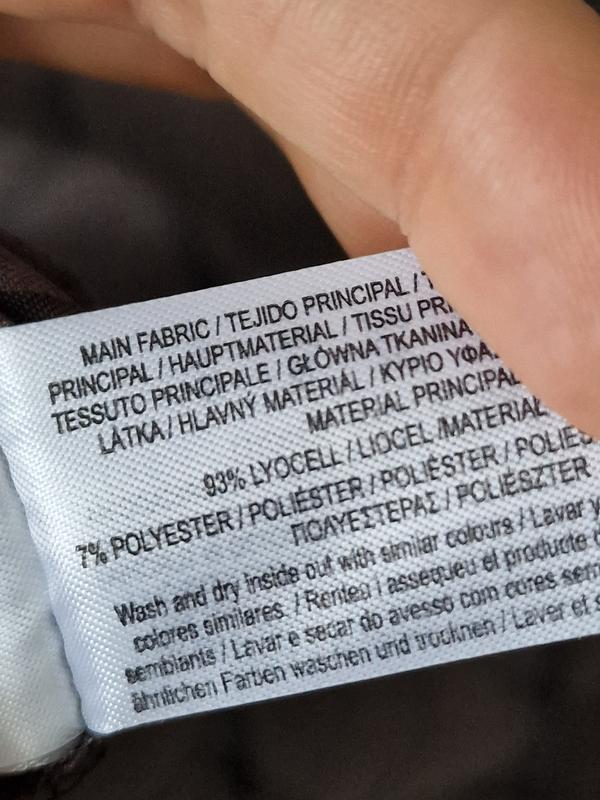 MAIN FABRIC / TEJIDO PRINCIPAL /
PRINCIPAL / HAUPTMATERIAL / TISSU
TESSUTO PRINCIPALE / GŁÓWNA TKANINA
LÁTKA / HLAVNÝ MATERIÁL / ΚΥΡΙΟ
MATERIAL PRINCIPAL
93% LYOCELL / LIOCEL /MATERIAL
7% POLYESTER / POLIÉSTER / POLIÉSTER /
ΠΟΛΥΕΣΤΕΡΑΣ / POLIÉSZTER
Wash and dry inside out with similar colours / Lavar y
colores similares / Renteu i assequeu el producte
semblants / Lavar e secar do avesso com cores
ähnlichen Farben waschen und trocknen / Laver et